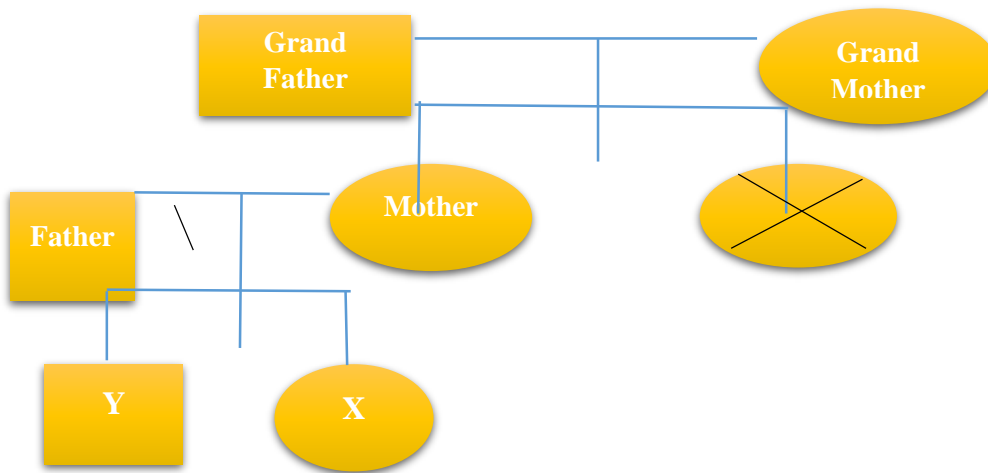 Grand
Father
Grand
Mother
Mother
Father
Y
X